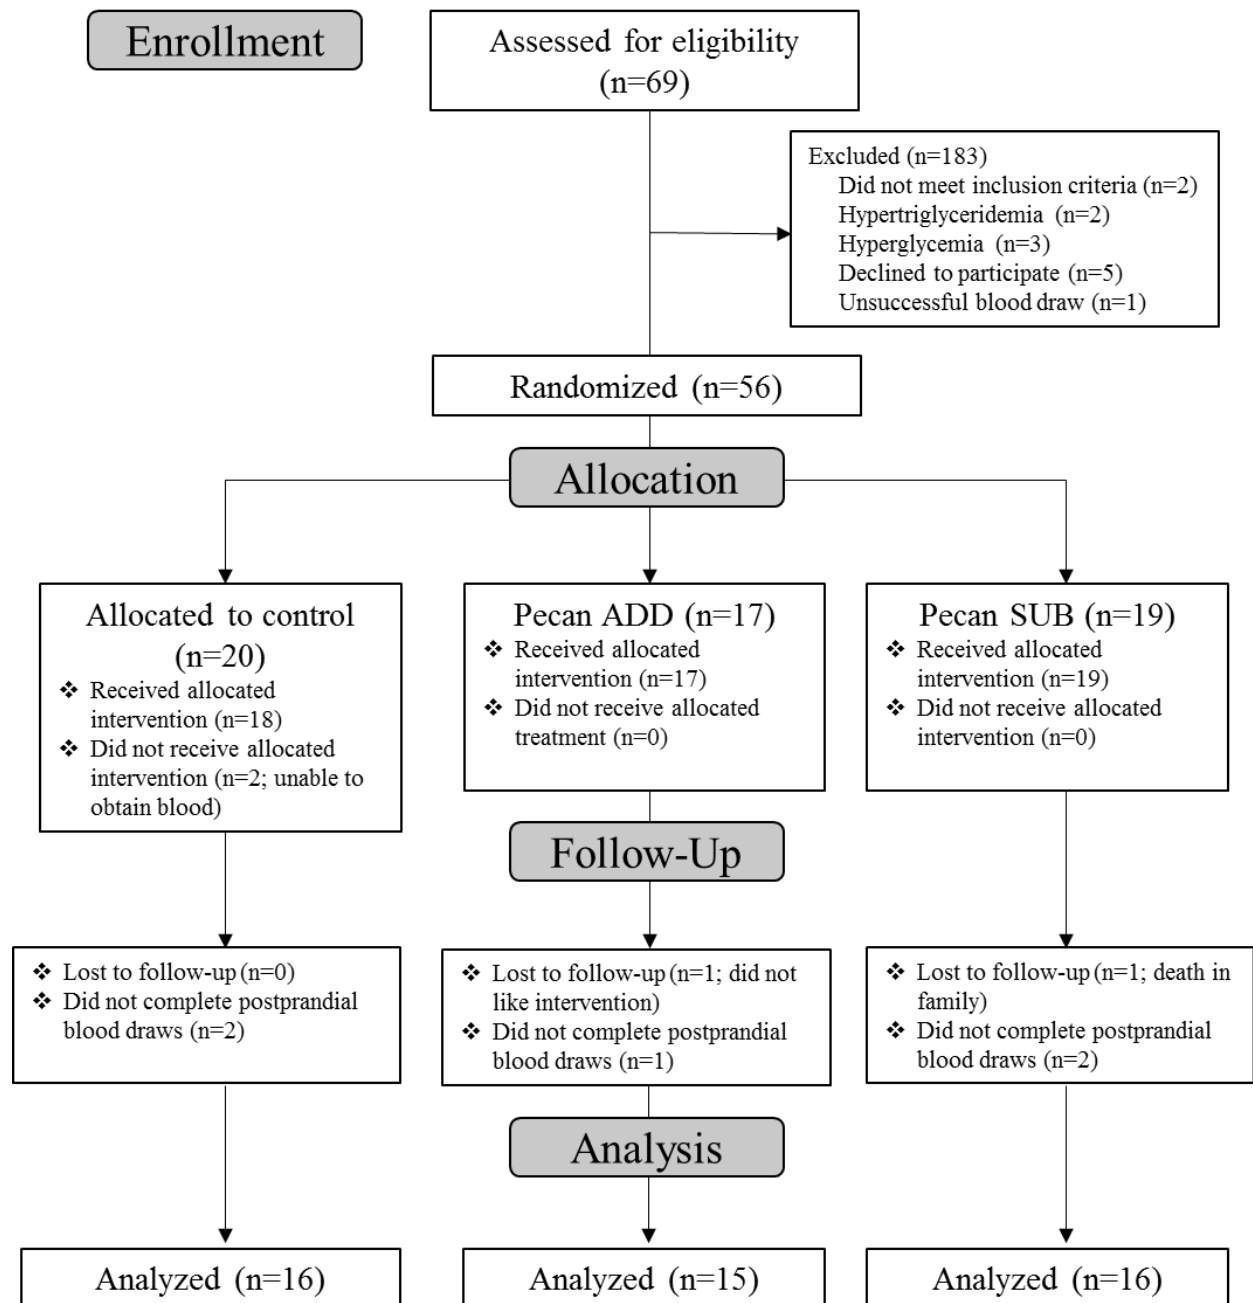 Enrollment
Assessed for eligibility
(n=69)
Excluded (n=183)
Did not meet inclusion criteria (n=2)
Hypertriglyceridemia (n=2)
Hyperglycemia (n=3)
Declined to participate (n=5)
Unsuccessful blood draw (n=1)
Randomized (n=56)
Allocation
Allocated to control
(n=20)
❖ Received allocated
intervention (n=18)
❖ Did not receive allocated
intervention (n=2; unable to
obtain blood)
Pecan ADD (n=17)
❖ Received allocated
intervention (n=17)
❖ Did not receive allocated
treatment (n=0)
Pecan SUB (n=19)
❖ Received allocated
intervention (n=19)
❖ Did not receive allocated
intervention (n=0)
Follow-Up
❖ Lost to follow-up (n=0)
❖ Did not complete postprandial
blood draws (n=2)
❖ Lost to follow-up (n=1; did not
like intervention)
❖ Did not complete postprandial
blood draws (n=1)
❖ Lost to follow-up (n=1; death in
family)
❖ Did not complete postprandial
blood draws (n=2)
Analysis
Analyzed (n=16)
Analyzed (n=15)
Analyzed (n=16)